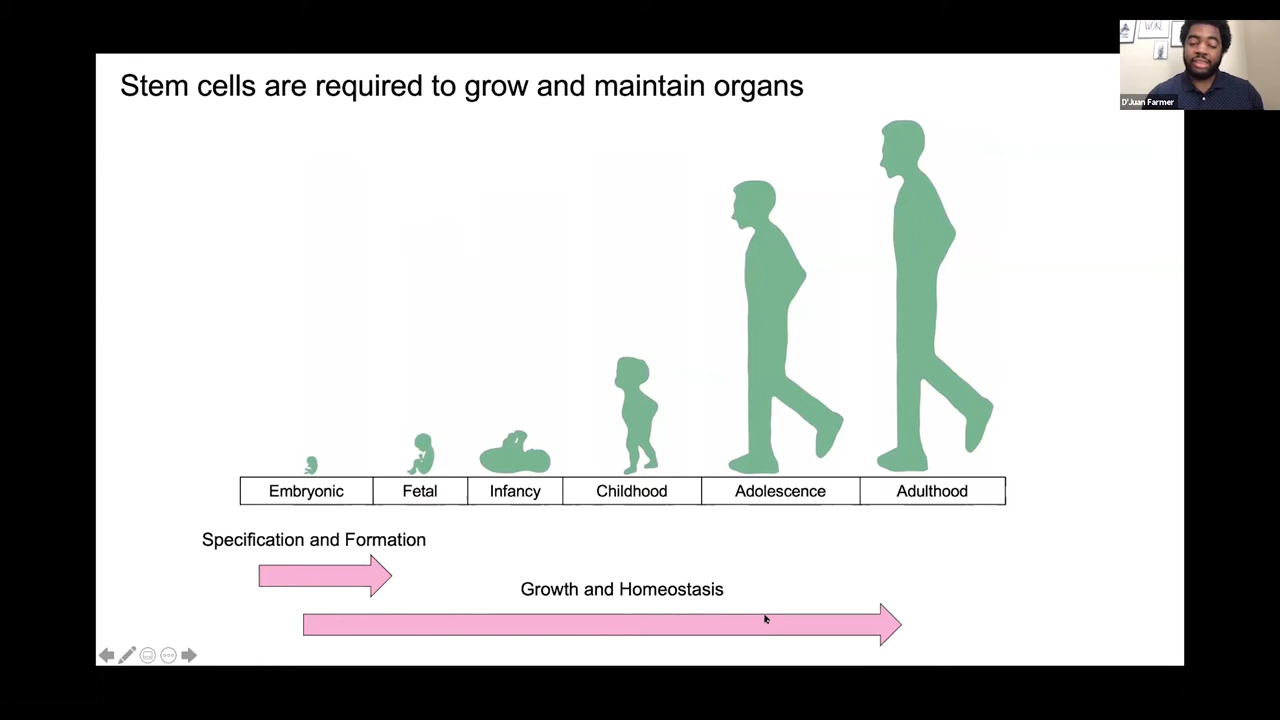 Stem cells are required to grow and maintain organs
D'Juan Farmer
Embryonic
Fetal
Infancy
Childhood
Adolescence
Adulthood
Specification and Formation
Growth and Homeostasis